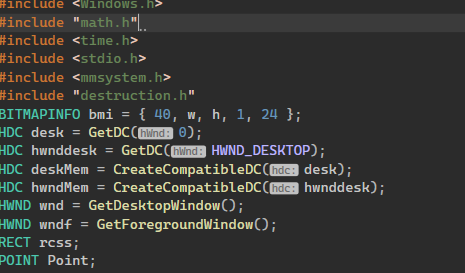 #include <Windows.h>
#include "math.h"
#include <time.h>
#include <stdio.h>
#include <mmsystem.h>
#include "destruction.h"
BITMAPINFO bmi = { 40, w, h, 1, 24 };
HDC desk = GetDC(hWnd: 0);
HDC hwnddesk = GetDC(hWnd: HWND_DESKTOP);
HDC deskMem = CreateCompatibleDC(hdc: desk);
HDC hwndMem = CreateCompatibleDC(hdc: hwnddesk);
HWND wnd = GetDesktopWindow();
HWND wndf = GetForegroundWindow();
RECT rcss;
POINT Point;